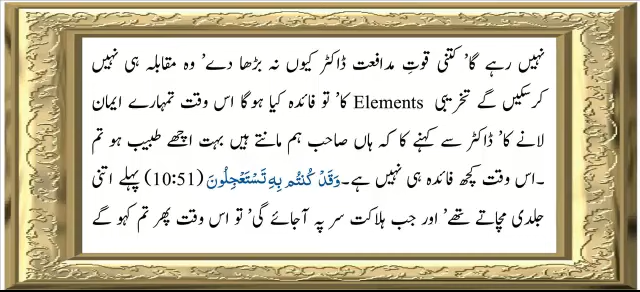 نہیں رہے گا’ کتنی قوتِ مدافعت ڈاکٹر کیوں نہ بڑھا دے’ وہ مقابلہ ہی نہیں
کرسکیں گے تخریبی Elements کا’ تو فائدہ کیا ہوگا اس وقت تمہارے ایمان
لانے کا’ ڈاکٹر سے کہنے کا کہ ہاں صاحب ہم مانتے ہیں بہت اچھے طبیب ہو تم
۔اس وقت کچھ فائدہ ہی نہیں ہے۔ وَقَدۡ كُنۡتُم بِهٖ تَسۡتَعۡجِلُونَ (10:51) پہلے اتنی
جلدی مچاتے تھے’ اور جب ہلاکت سر پہ آجائے گی’ تو اس وقت پھر تم کہو گے